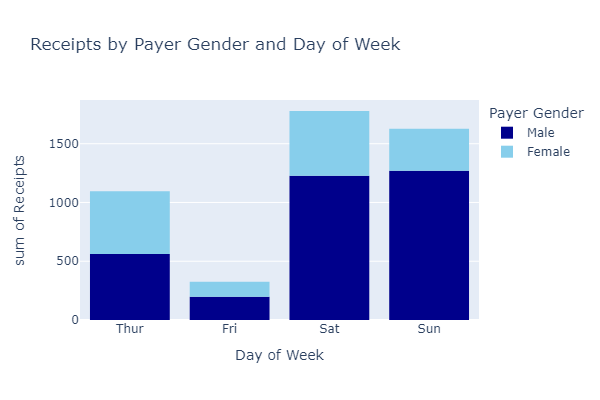 Receipts by Payer Gender and Day of Week
Payer Gender
Male
Female
sum of Receipts
1500
1000
500
0
Thur Fri Sat Sun
Day of Week